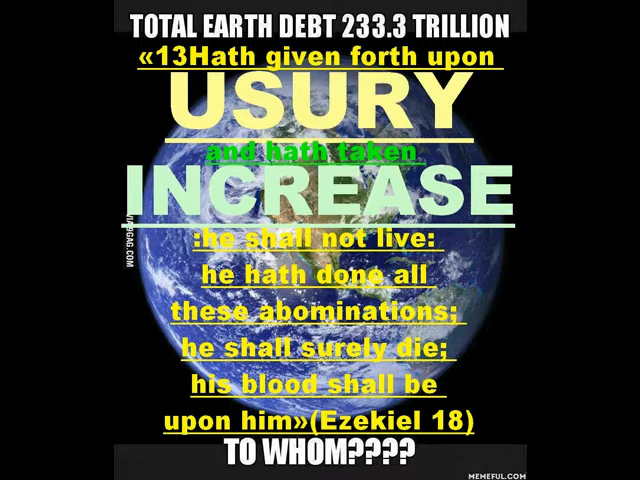 TOTAL EARTH DEBT 233.3 TRILLION
«13Hath given forth upon
USURY
and hath taken
INCREASE
VIA9GAG.COM
:he shall not live:
he hath done all
these abominations;
he shall surely die;
his blood shall be
upon him»(Ezekiel 18)
TO WHOM????
MEMEFUL.COM